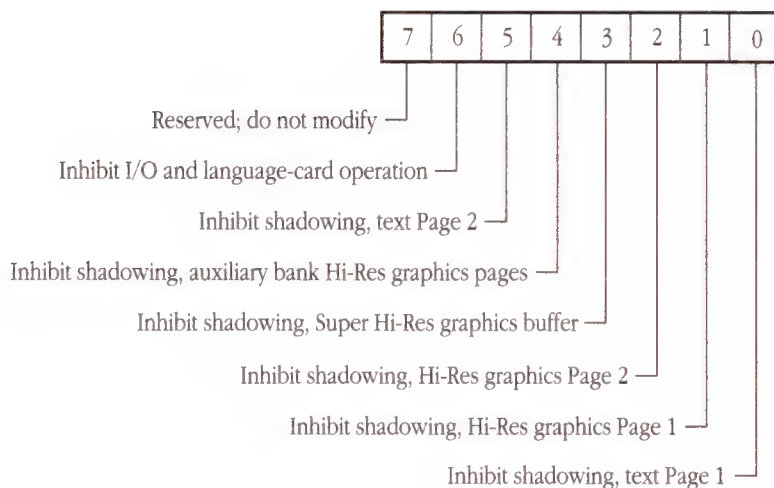 7 6 5 4 3 2 1 0
Reserved; do not modify
Inhibit I/O and language-card operation
Inhibit shadowing, text Page 2
Inhibit shadowing, auxiliary bank Hi-Res graphics pages
Inhibit shadowing, Super Hi-Res graphics buffer
Inhibit shadowing, Hi-Res graphics Page 2
Inhibit shadowing, Hi-Res graphics Page 1
Inhibit shadowing, text Page 1